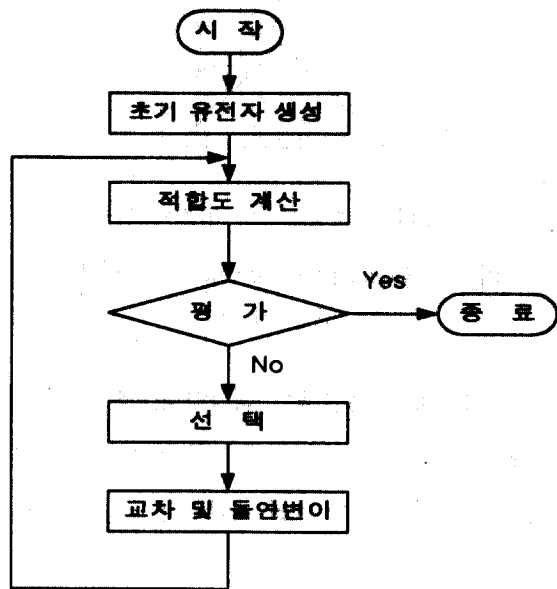 시 작
초기 유전자 생성
적합도 계산
평 가
Yes
종 료
No
선 택
교차 및 돌연변이